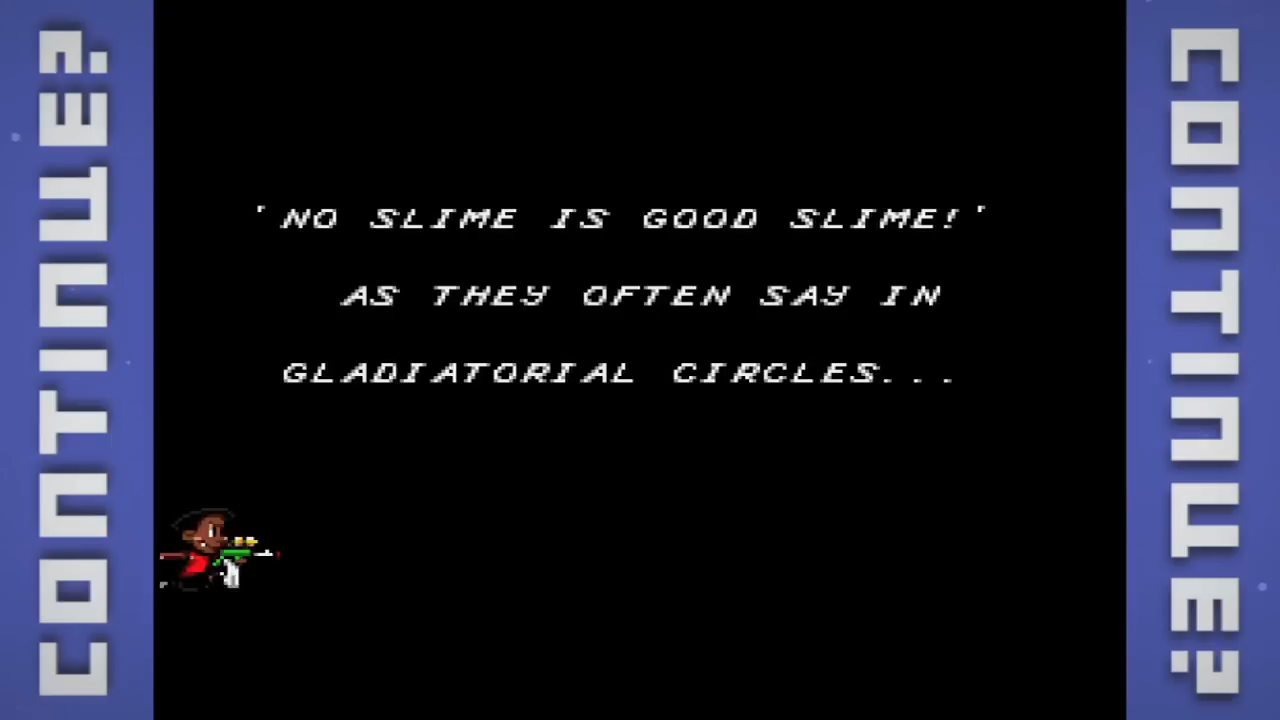 CONTINUE?
'NO SLIME IS GOOD SLIME!'
AS THEY OFTEN SAY IN
GLADIATORIAL CIRCLES...
CONTINUE?